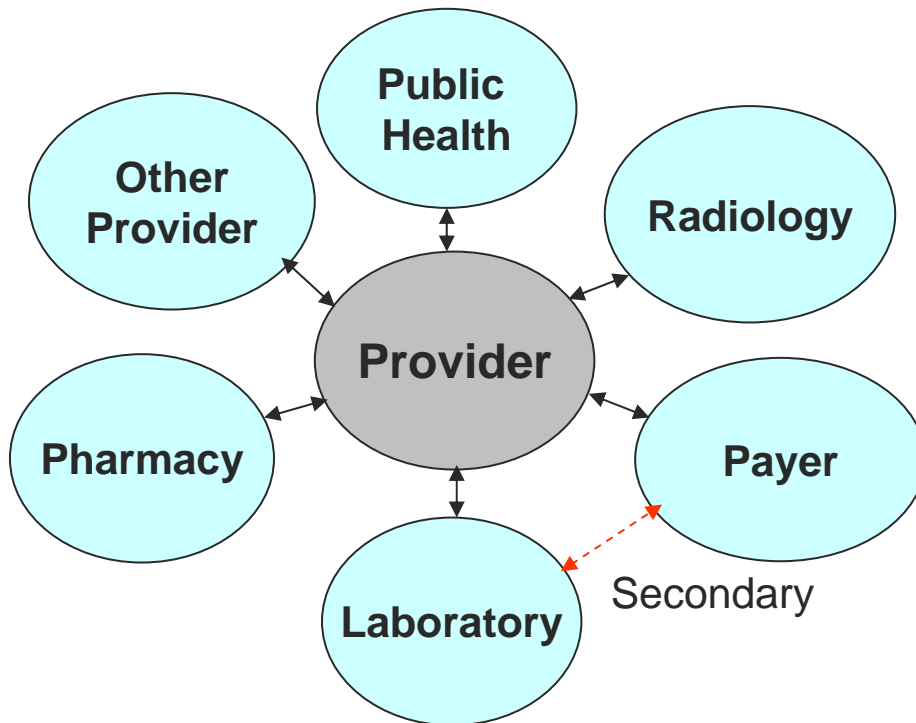 Public
Health
Other
Provider
Radiology
Provider
Pharmacy
Payer
Secondary
Laboratory